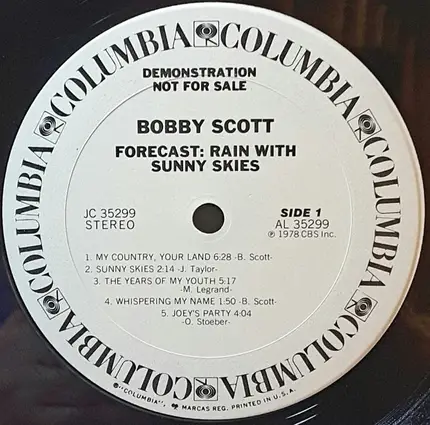 COLUMBIA COLUMBIA COLUMBIA COLUMBIA COLUMBIA COLUMBIA
DEMONSTRATION
NOT FOR SALE
BOBBY SCOTT
FORECAST: RAIN WITH
SUNNY SKIES
JC 35299
STEREO
SIDE 1
AL 35299
℗ 1978 CBS Inc.
1. MY COUNTRY, YOUR LAND 6:28 -B. Scott-
2. SUNNY SKIES 2:14 -J. Taylor-
3. THE YEARS OF MY YOUTH 5:17
-M. Legrand-
4. WHISPERING MY NAME 1:50 -B. Scott-
5. JOEY'S PARTY 4:04
-O. Stoeber-
"COLUMBIA", MARCAS REG. PRINTED IN U.S.A.